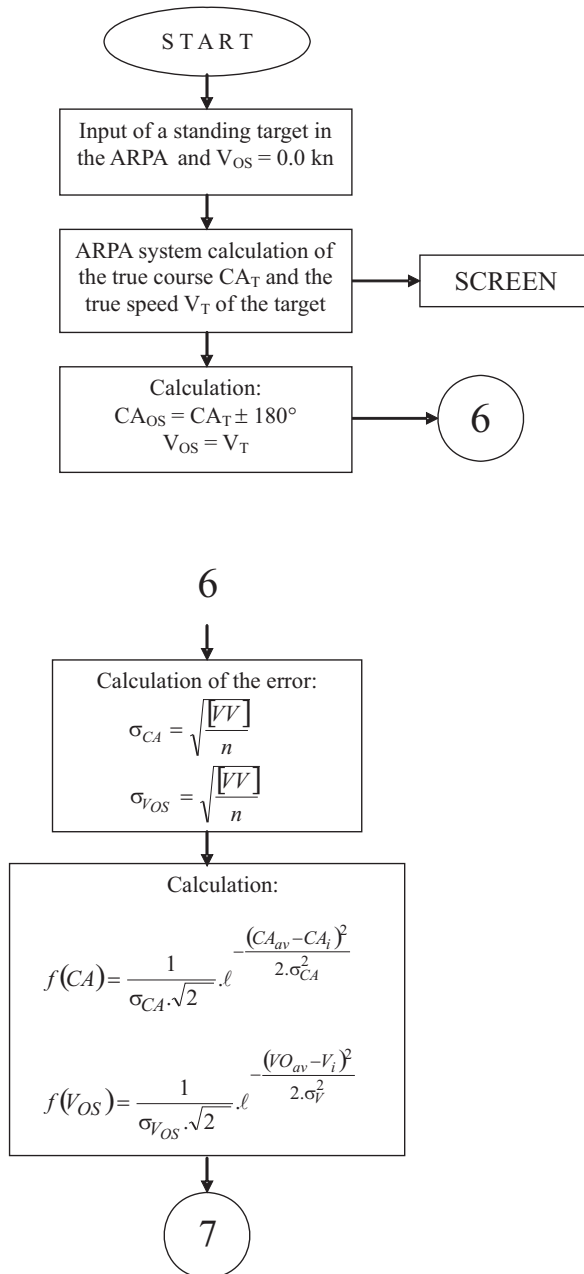 START
Input of a standing target in
the ARPA and V_OS = 0.0 kn
ARPA system calculation of
the true course CA_T and the
true speed V_T of the target
SCREEN
Calculation:
CA_OS = CA_T ± 180°
V_OS = V_T
6
6
Calculation of the error:
σ_CA = √([VV]/n)
σ_V_OS = √([VV]/n)
Calculation:
f(CA) = 1/(σ_CA.√2) .ℓ^(-(CA_av–CA_i)²/(2.σ²_CA))
f(V_OS) = 1/(σ_V_OS.√2) .ℓ^(-(VO_av–V_i)²/(2.σ²_V))
7